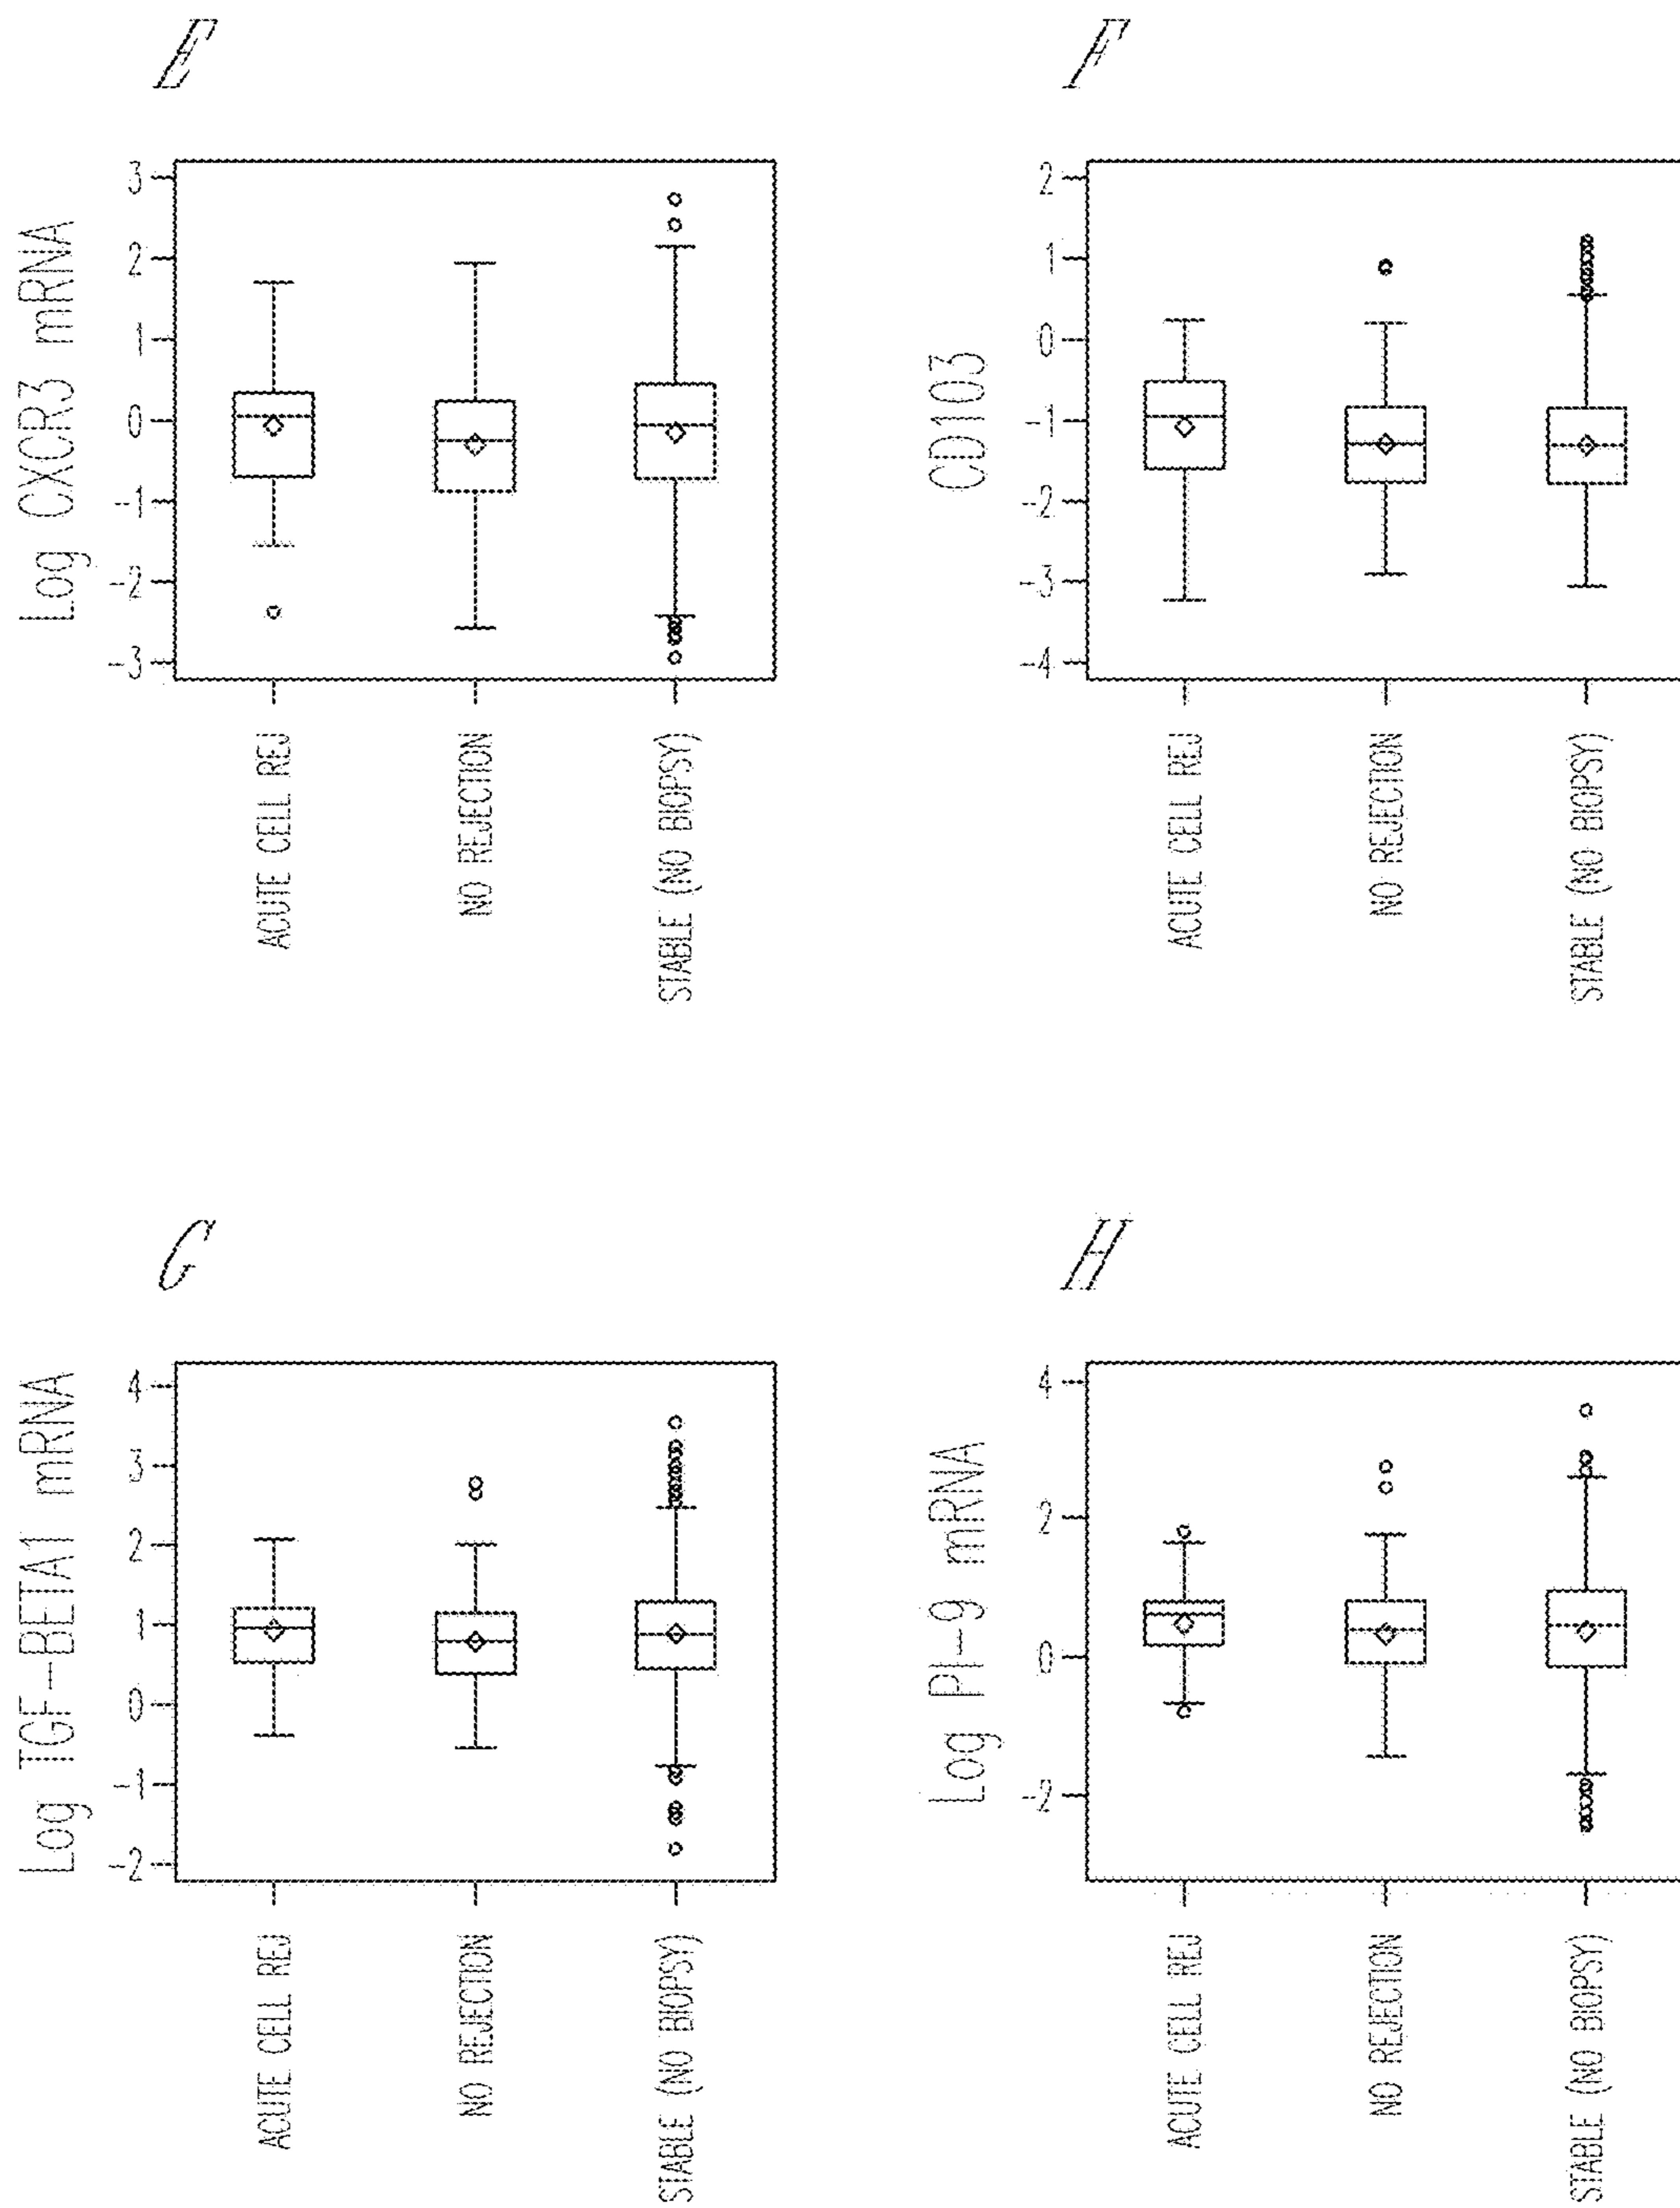 E
Log CXCR3 mRNA
3
2
1
0
-1
-2
-3
ACUTE CELL REJ
NO REJECTION
STABLE (NO BIOPSY)
F
CD103
2
1
0
-1
-2
-3
-4
ACUTE CELL REJ
NO REJECTION
STABLE (NO BIOPSY)
G
Log TGF-BETA1 mRNA
4
3
2
1
0
-1
-2
ACUTE CELL REJ
NO REJECTION
STABLE (NO BIOPSY)
H
Log PI-9 mRNA
4
2
0
-2
ACUTE CELL REJ
NO REJECTION
STABLE (NO BIOPSY)